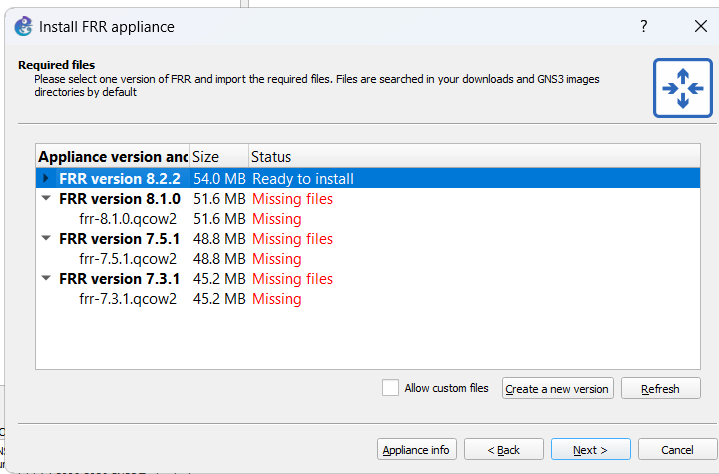 Install FRR appliance
?
Required files
Please select one version of FRR and import the required files. Files are searched in your downloads and GNS3 images
directories by default
Appliance version and Size Status
FRR version 8.2.2 54.0 MB Ready to install
FRR version 8.1.0 51.6 MB Missing files
frr-8.1.0.qcow2 51.6 MB Missing
FRR version 7.5.1 48.8 MB Missing files
frr-7.5.1.qcow2 48.8 MB Missing
FRR version 7.3.1 45.2 MB Missing files
frr-7.3.1.qcow2 45.2 MB Missing
Allow custom files Create a new version Refresh
Appliance info < Back Next > Cancel